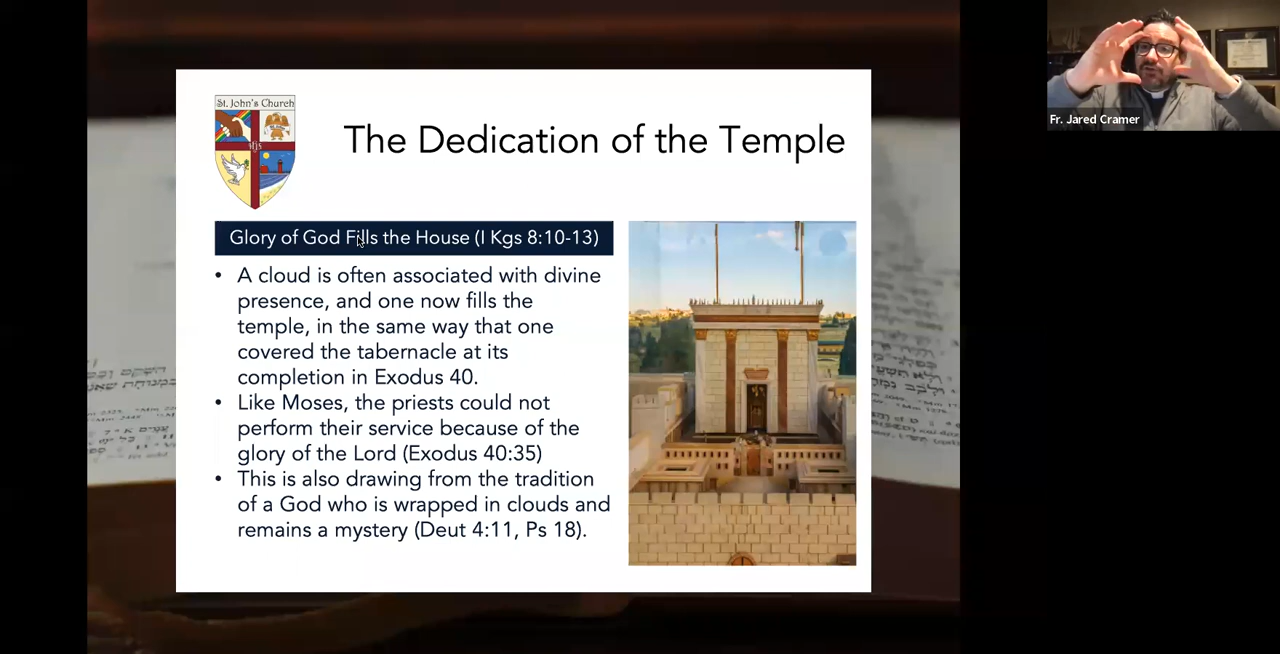 St. John's Church
The Dedication of the Temple
Glory of God Fills the House (I Kgs 8:10-13)
• A cloud is often associated with divine
presence, and one now fills the
temple, in the same way that one
covered the tabernacle at its
completion in Exodus 40.
• Like Moses, the priests could not
perform their service because of the
glory of the Lord (Exodus 40:35)
• This is also drawing from the tradition
of a God who is wrapped in clouds and
remains a mystery (Deut 4:11, Ps 18).
Fr. Jared Cramer